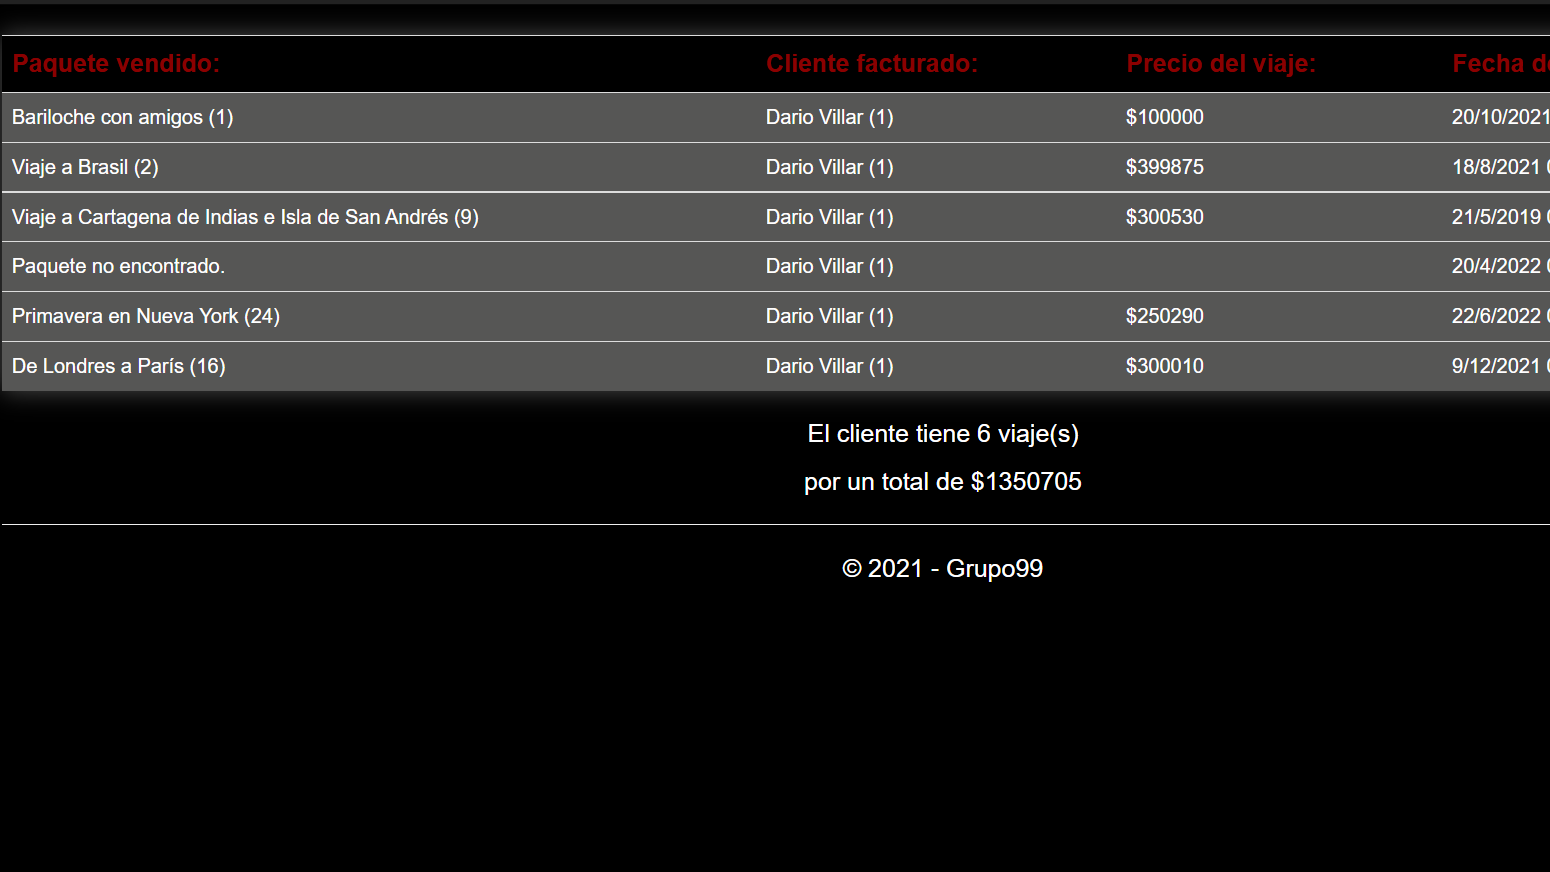 Paquete vendido: Cliente facturado: Precio del viaje: Fecha
Bariloche con amigos (1) Dario Villar (1) $100000 20/10/2021
Viaje a Brasil (2) Dario Villar (1) $399875 18/8/2021
Viaje a Cartagena de Indias e Isla de San Andrés (9) Dario Villar (1) $300530 21/5/2019
Paquete no encontrado. Dario Villar (1) 20/4/2022
Primavera en Nueva York (24) Dario Villar (1) $250290 22/6/2022
De Londres a París (16) Dario Villar (1) $300010 9/12/2021
El cliente tiene 6 viaje(s)
por un total de $1350705
© 2021 - Grupo99